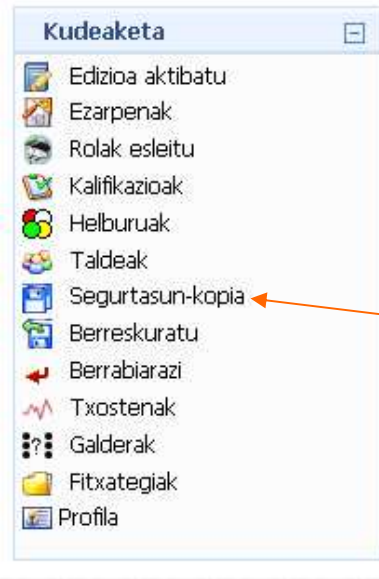 Kudeaketa
Edizioa aktibatu
Ezarpenak
Rolak esleitu
Kalifikazioak
Helburuak
Taldeak
Segurtasun-kopia
Berreskuratu
Berrabiarazi
Txostenak
Galderak
Fitxategiak
Profila